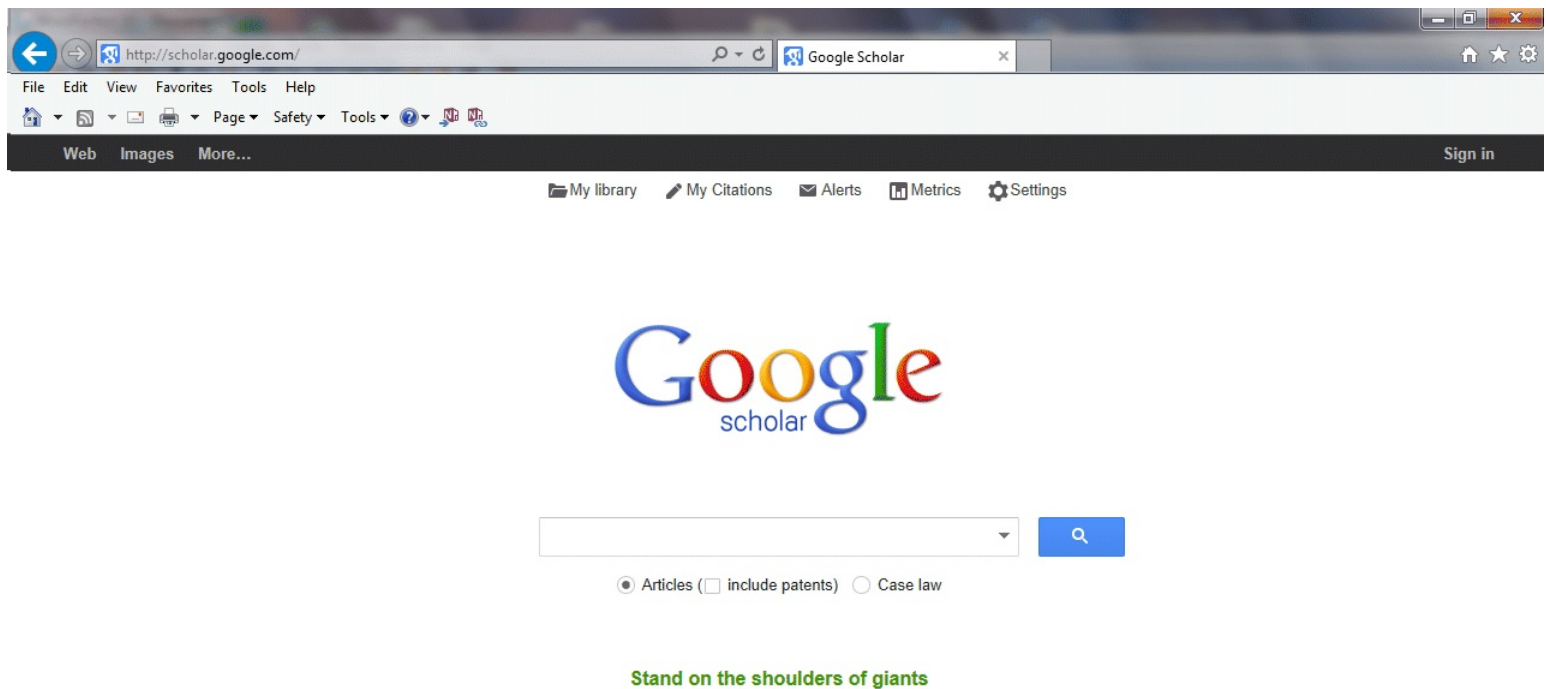 http://scholar.google.com/
Google Scholar
File Edit View Favorites Tools Help
Page Safety Tools
Web Images More...
Sign in
My library My Citations Alerts Metrics Settings
Google
scholar
Articles ( include patents) Case law
Stand on the shoulders of giants